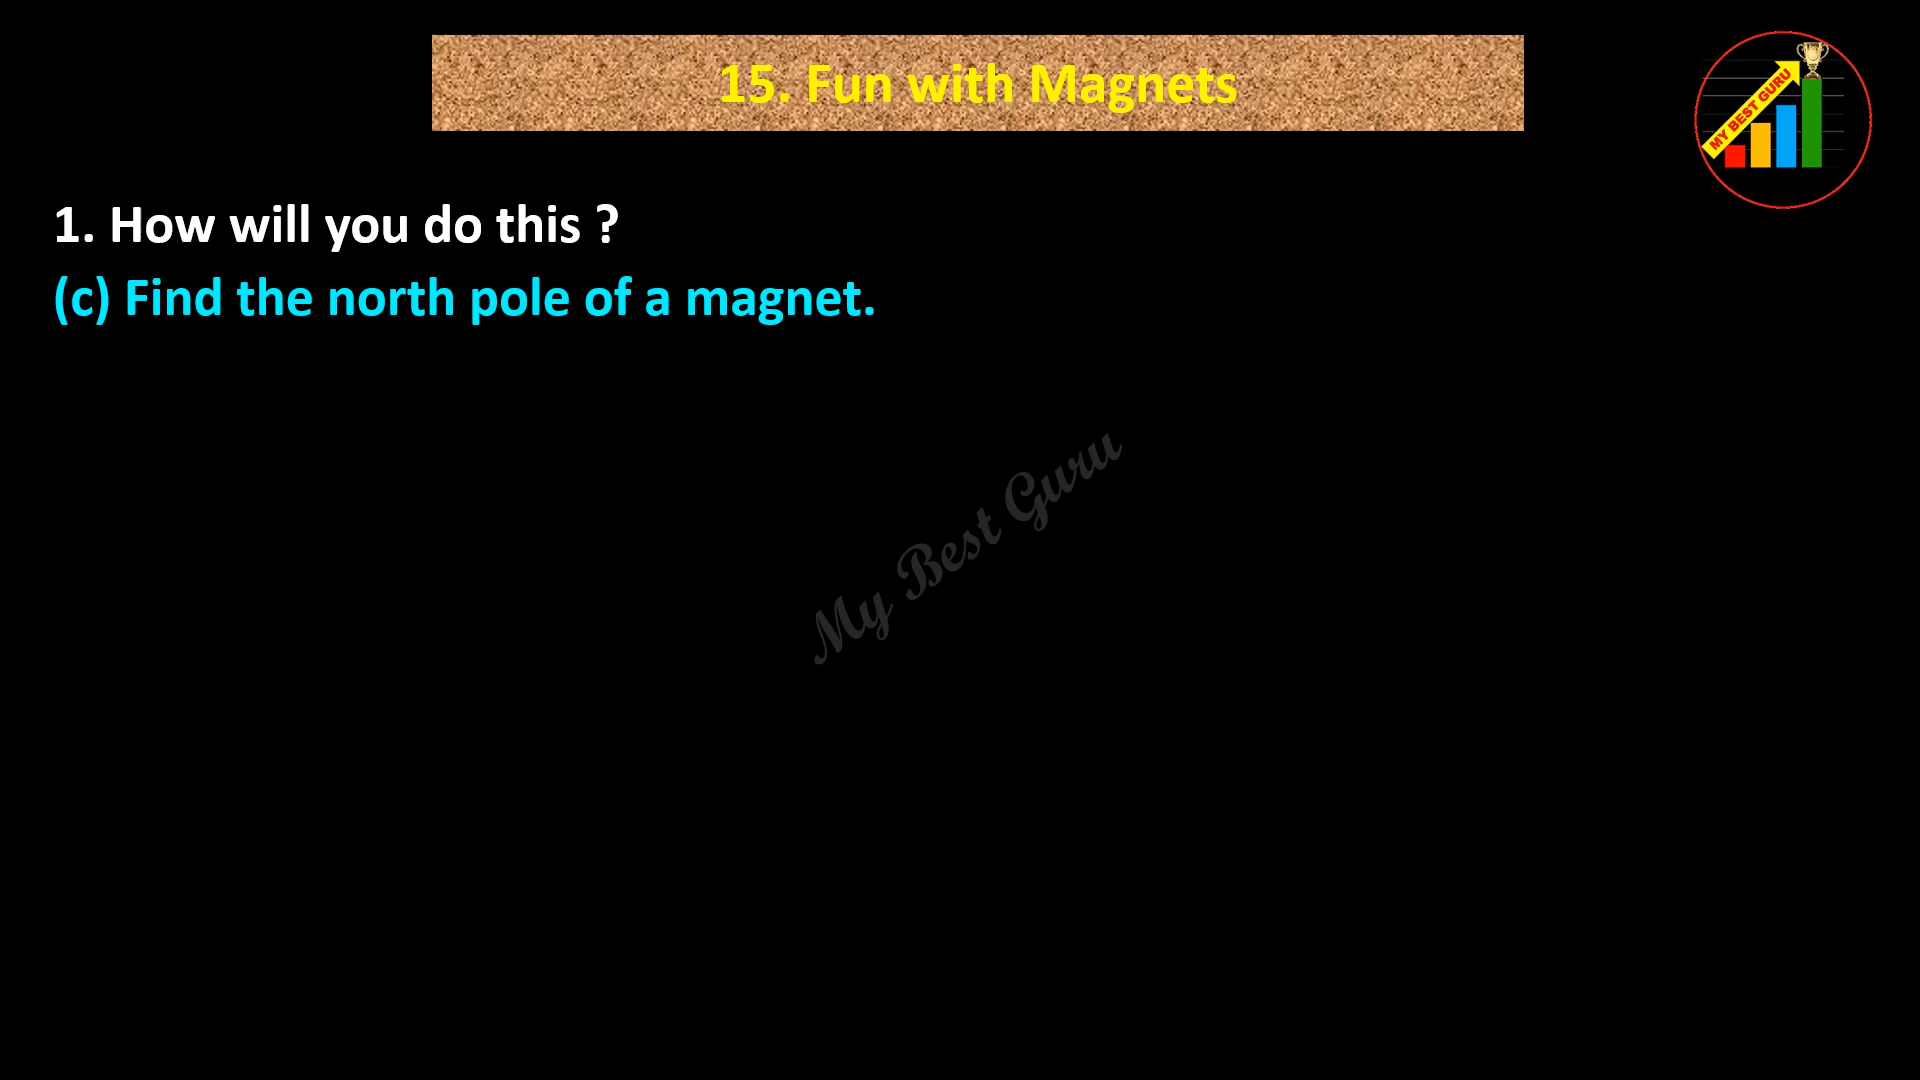 15. Fun with Magnets
MY BEST GURU
1. How will you do this ?
(c) Find the north pole of a magnet.
My Best Guru